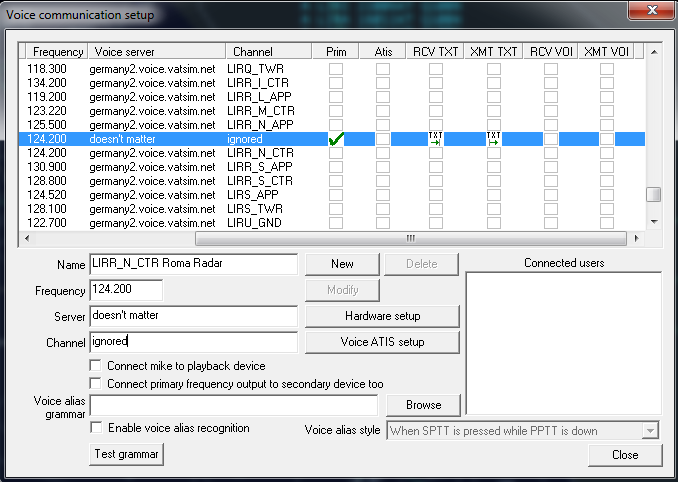 Voice communication setup
Frequency Voice server Channel Prim Atis RCV TXT XMT TXT RCV VOI XMT VOI
118.300 germany2.voice.vatsim.net LIRQ_TWR
134.200 germany2.voice.vatsim.net LIRR_I_CTR
119.200 germany2.voice.vatsim.net LIRR_L_APP
123.220 germany2.voice.vatsim.net LIRR_M_CTR
125.500 germany2.voice.vatsim.net LIRR_N_APP
124.200 doesn't matter ignored TXT TXT
124.200 germany2.voice.vatsim.net LIRR_N_CTR
130.900 germany2.voice.vatsim.net LIRR_S_APP
128.800 germany2.voice.vatsim.net LIRR_S_CTR
124.520 germany2.voice.vatsim.net LIRS_APP
128.100 germany2.voice.vatsim.net LIRS_TWR
122.700 germany2.voice.vatsim.net LIRU_GND
Name LIRR_N_CTR Roma Radar New Delete Connected users
Frequency 124.200 Modify
Server doesn't matter Hardware setup
Channel ignored Voice ATIS setup
Connect mike to playback device
Connect primary frequency output to secondary device too
Voice alias
grammar Browse
Enable voice alias recognition Voice alias style When SPTT is pressed while PPTT is down
Test grammar Close